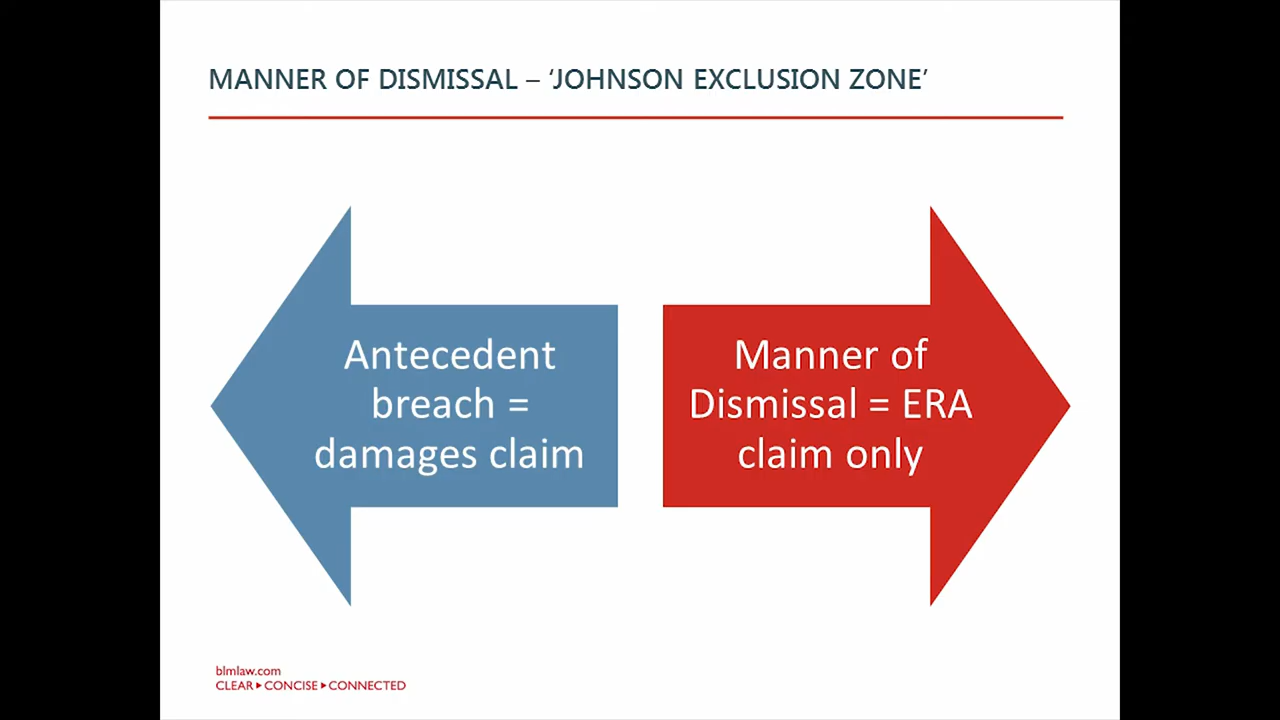 MANNER OF DISMISSAL – ‘JOHNSON EXCLUSION ZONE’
Antecedent
breach =
damages claim
Manner of
Dismissal = ERA
claim only
blmlaw.com
CLEAR▸CONCISE▸CONNECTED